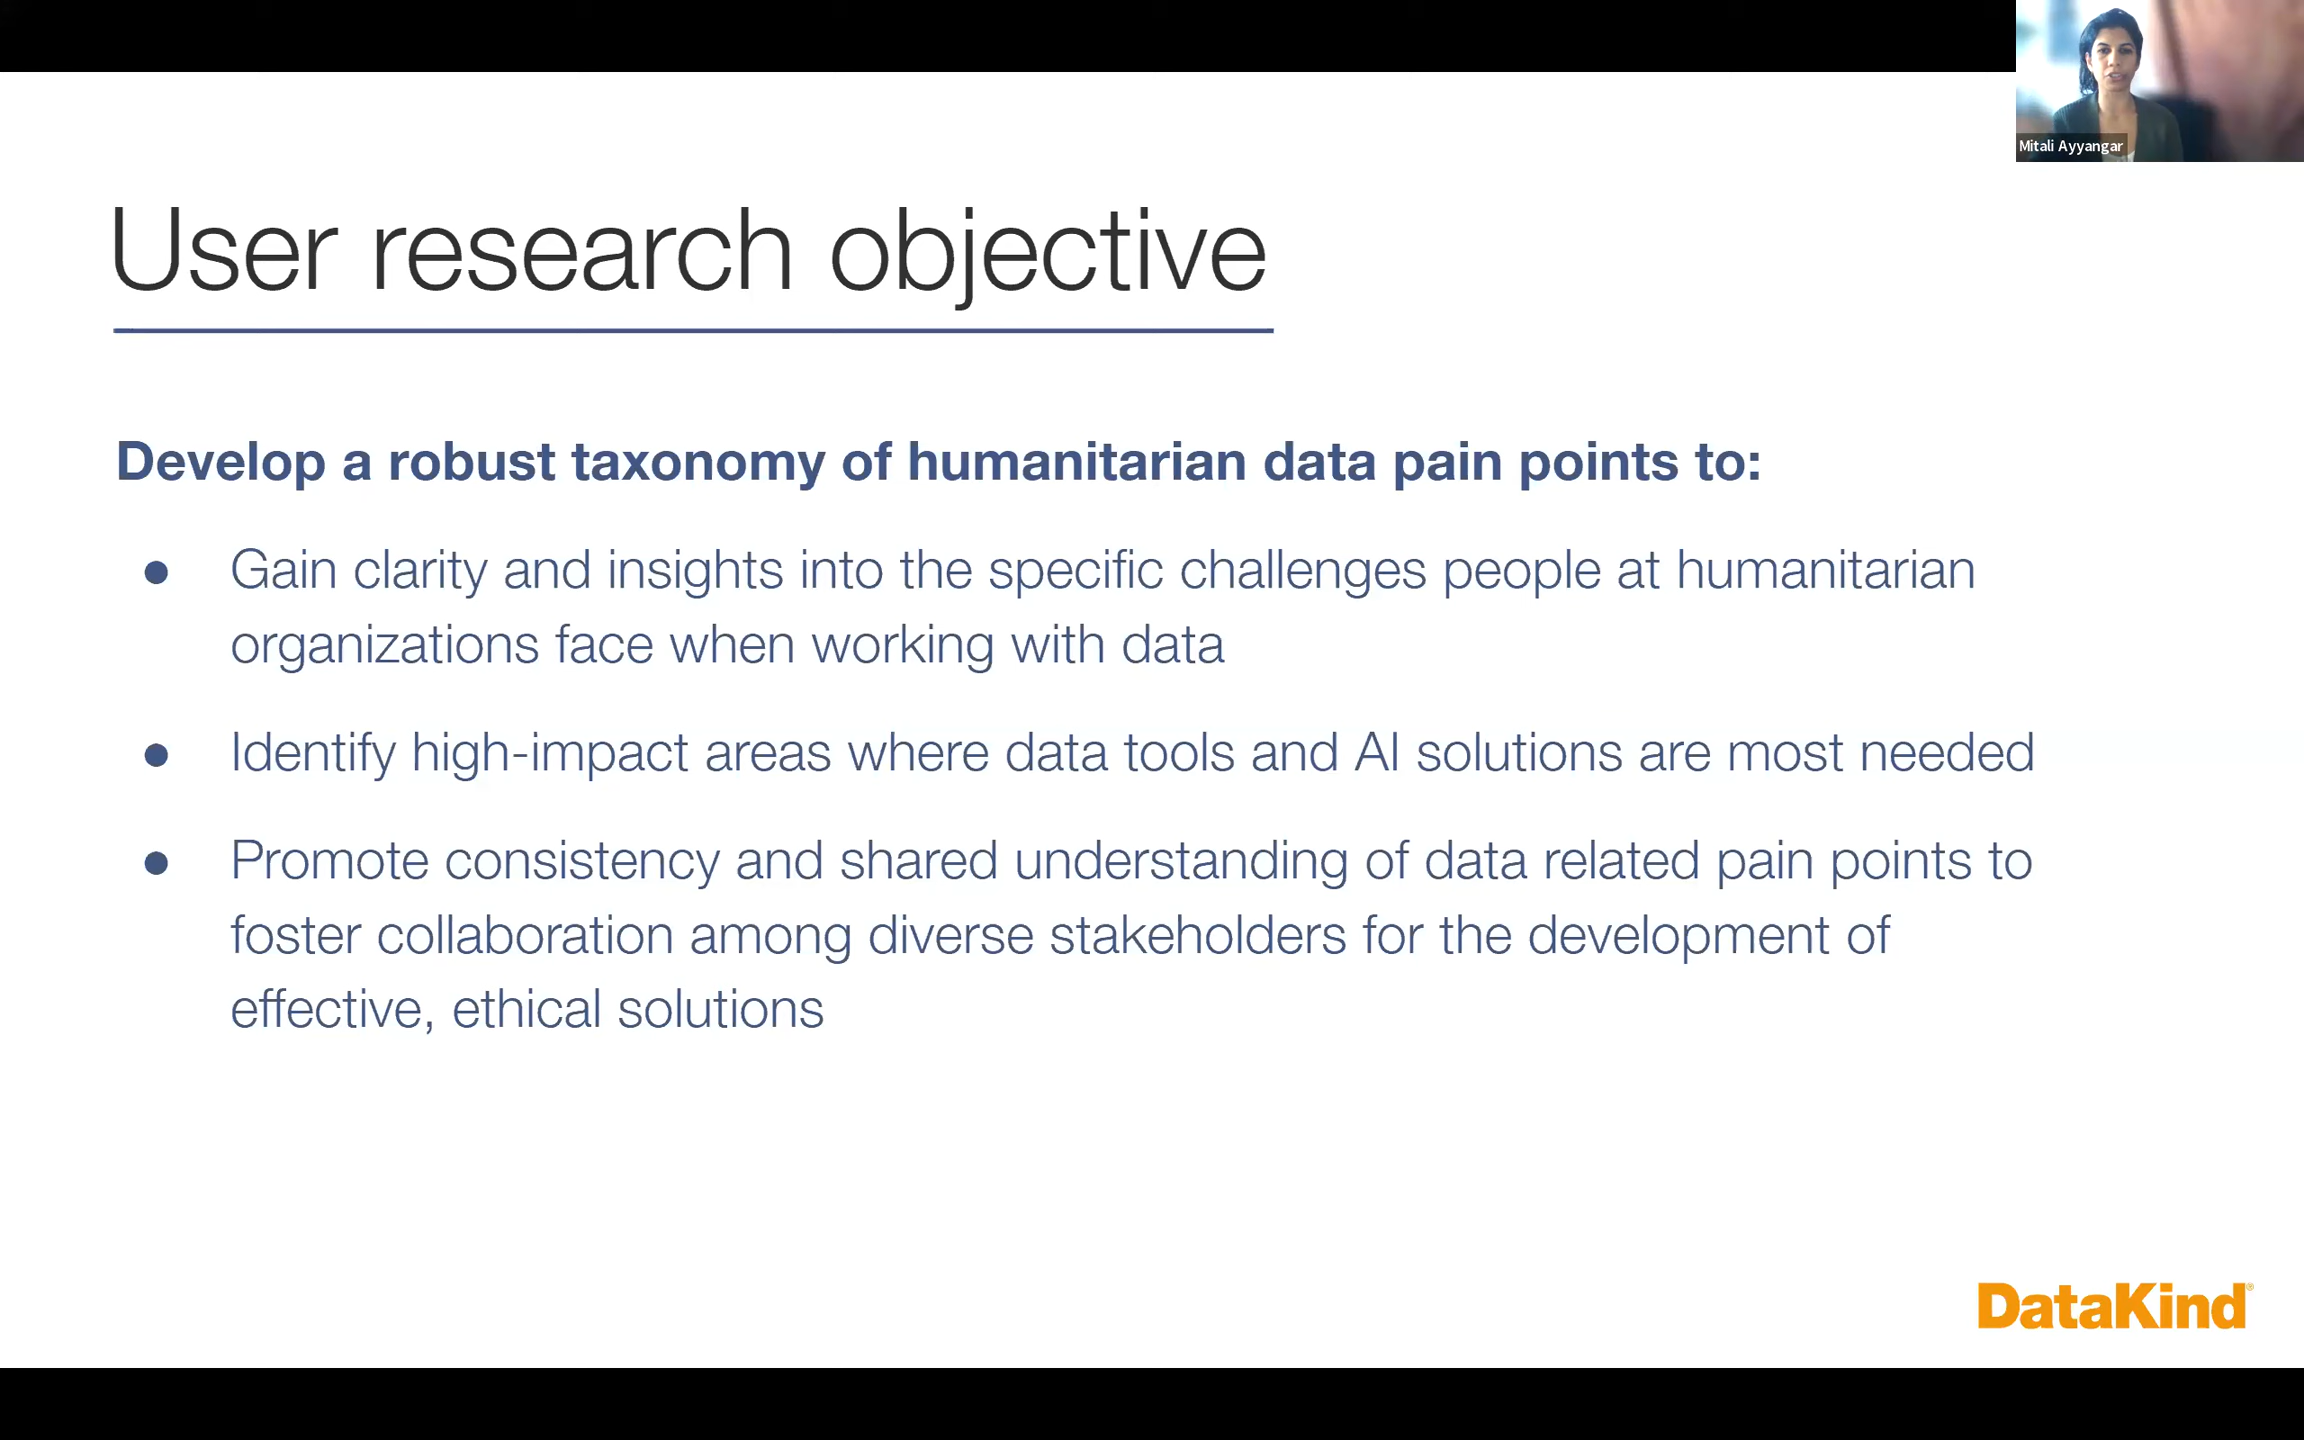 Mitali Ayyangar
User research objective
Develop a robust taxonomy of humanitarian data pain points to:
● Gain clarity and insights into the specific challenges people at humanitarian
organizations face when working with data
● Identify high-impact areas where data tools and AI solutions are most needed
● Promote consistency and shared understanding of data related pain points to
foster collaboration among diverse stakeholders for the development of
effective, ethical solutions
DataKind®